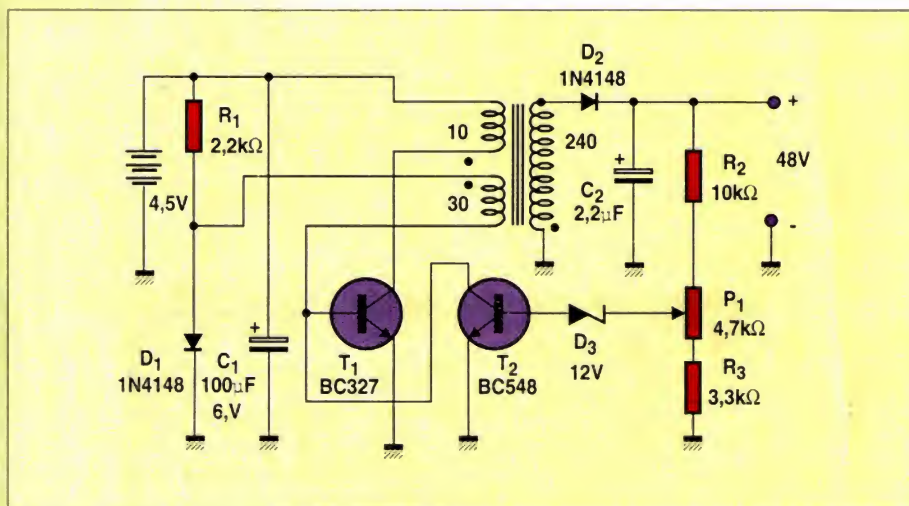 D2
1N4148
R1
2,2kΩ
10
240
+
48V
-
4,5V
30
+
C2
2,2µF
R2
10kΩ
P1
4,7kΩ
D1
1N4148
+
C1
100µF
6,V
T1
BC327
T2
BC548
D3
12V
R3
3,3kΩ